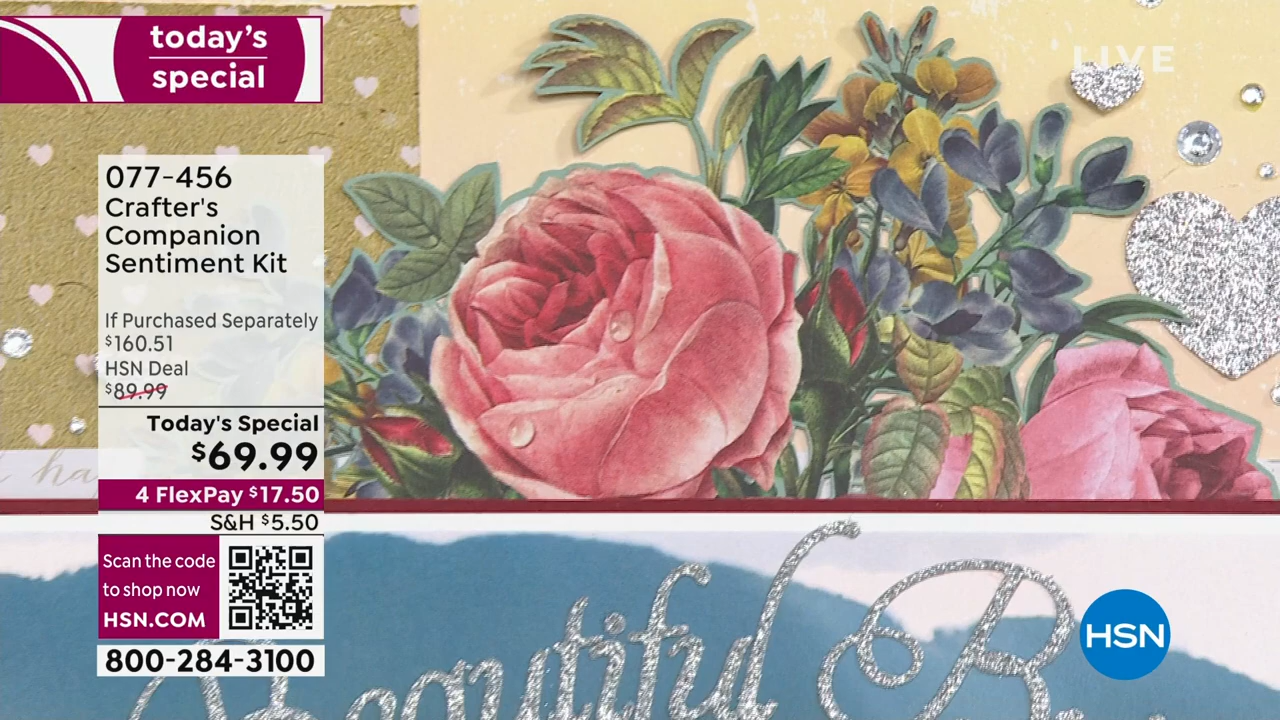 today's
special
LIVE
077-456
Crafter's
Companion
Sentiment Kit
If Purchased Separately
$160.51
HSN Deal
$89.99
Today's Special
$69.99
4 FlexPay $17.50
S&H $5.50
Scan the code
to shop now
HSN.COM
800-284-3100
ha
Beautiful
HSN